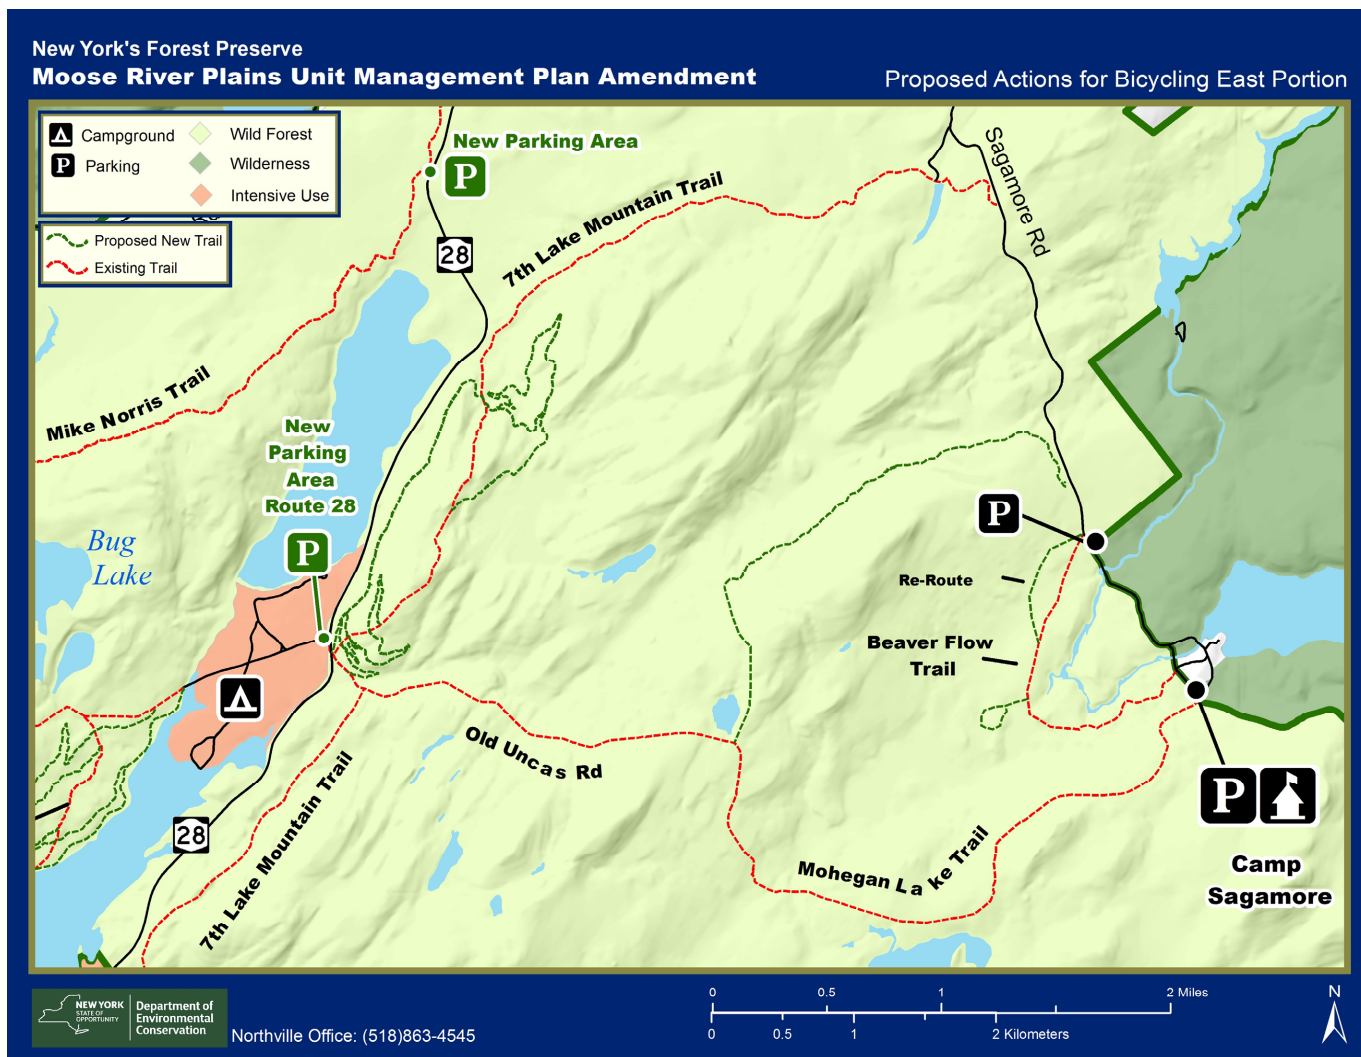 New York's Forest Preserve
Moose River Plains Unit Management Plan Amendment
Proposed Actions for Bicycling East Portion
Campground
P Parking
Wild Forest
Wilderness
Intensive Use
Proposed New Trail
Existing Trail
New Parking Area
P
28
7th Lake Mountain Trail
Sagamore Rd
Mike Norris Trail
New
Parking
Area
Route 28
P
Bug
Lake
P
Re-Route
Beaver Flow
Trail
Old Uncas Rd
28
7th Lake Mountain Trail
Mohegan Lake Trail
P
Camp
Sagamore
NEW YORK
STATE OF
OPPORTUNITY
Department of
Environmental
Conservation
Northville Office: (518)863-4545
0 0.5 1 2 Miles
0 0.5 1 2 Kilometers
N